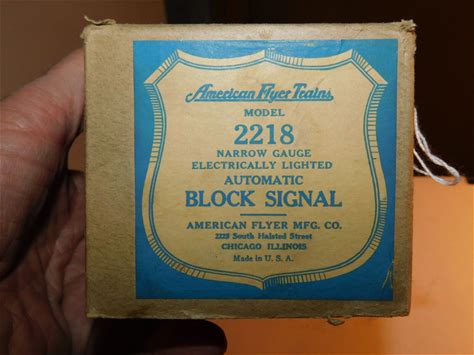 American Flyer Trains
MODEL
2218
NARROW GAUGE
ELECTRICALLY LIGHTED
AUTOMATIC
BLOCK SIGNAL
AMERICAN FLYER MFG. CO.
2225 South Halsted Street
CHICAGO ILLINOIS
Made in U. S. A.